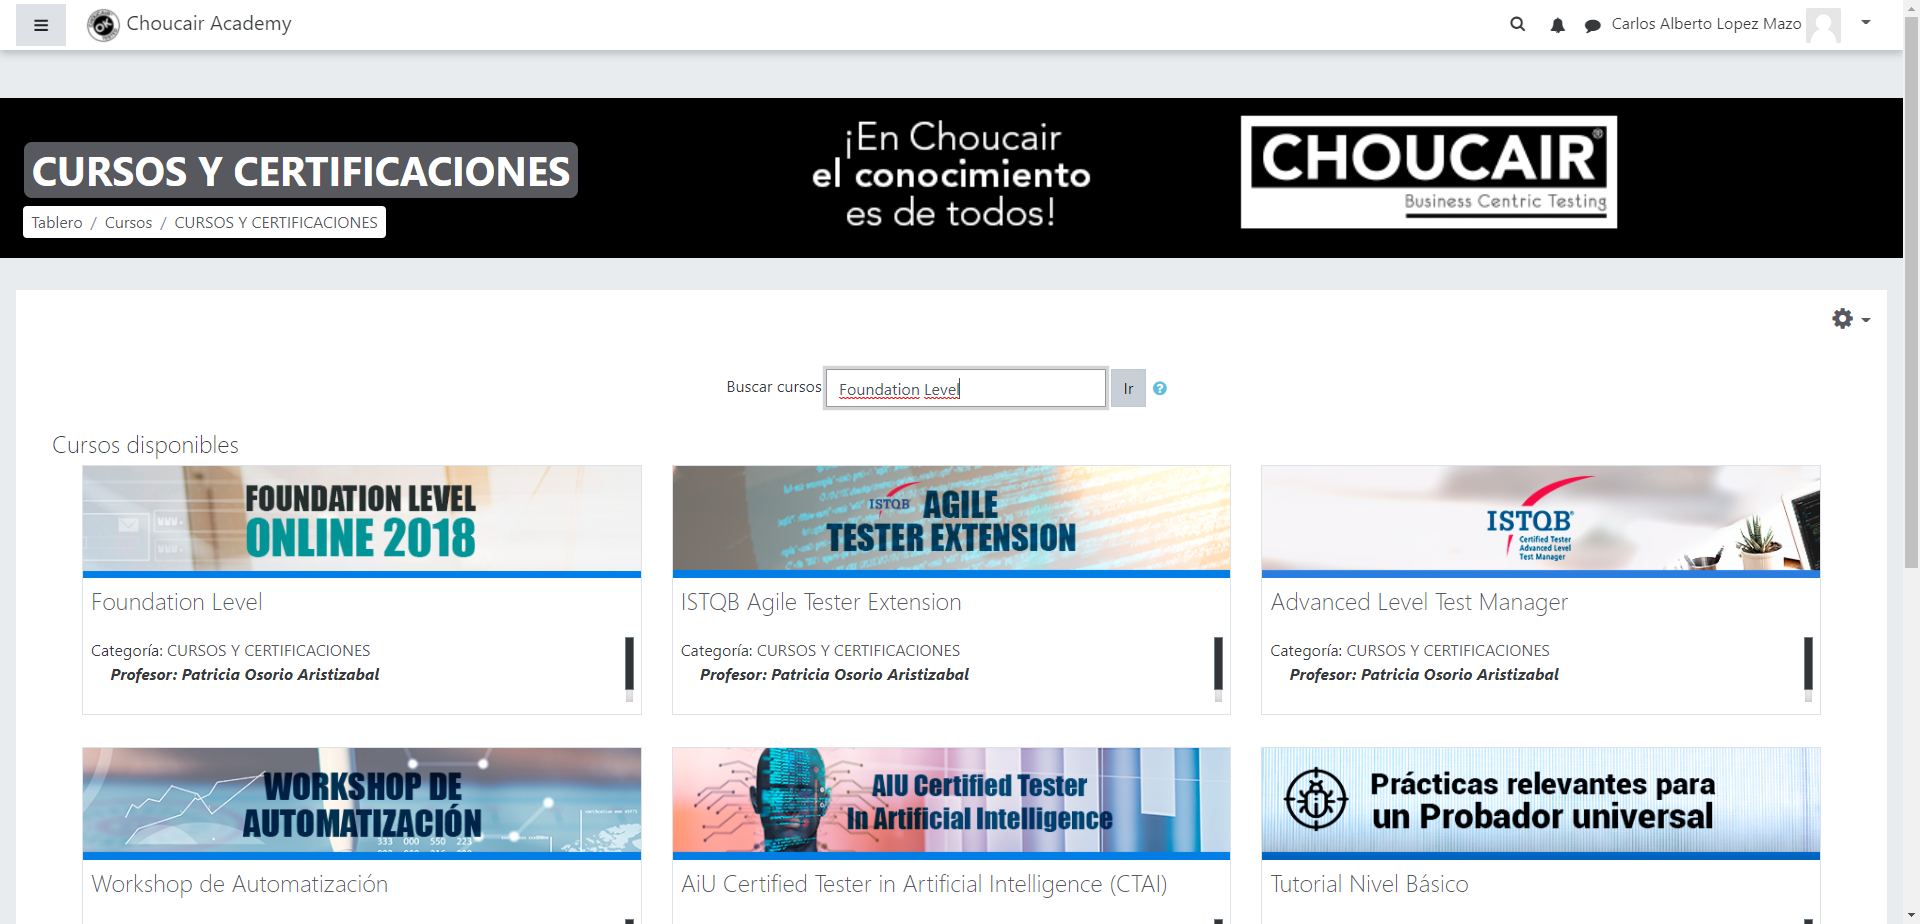 Choucair Academy
Carlos Alberto Lopez Mazo
CURSOS Y CERTIFICACIONES
Tablero / Cursos / CURSOS Y CERTIFICACIONES
¡En Choucair
el conocimiento
es de todos!
CHOUCAIR®
Business Centric Testing
Buscar cursos
Foundation Level
Ir
Cursos disponibles
FOUNDATION LEVEL
ONLINE 2018
Foundation Level
Categoría: CURSOS Y CERTIFICACIONES
Profesor: Patricia Osorio Aristizabal
ISTQB AGILE
TESTER EXTENSION
ISTQB Agile Tester Extension
Categoría: CURSOS Y CERTIFICACIONES
Profesor: Patricia Osorio Aristizabal
ISTQB®
Certified Tester
Advanced Level
Test Manager
Advanced Level Test Manager
Categoría: CURSOS Y CERTIFICACIONES
Profesor: Patricia Osorio Aristizabal
WORKSHOP DE
AUTOMATIZACIÓN
333 000 550 223
Workshop de Automatización
AIU Certified Tester
In Artificial Intelligence
AiU Certified Tester in Artificial Intelligence (CTAI)
Prácticas relevantes para
un Probador universal
Tutorial Nivel Básico